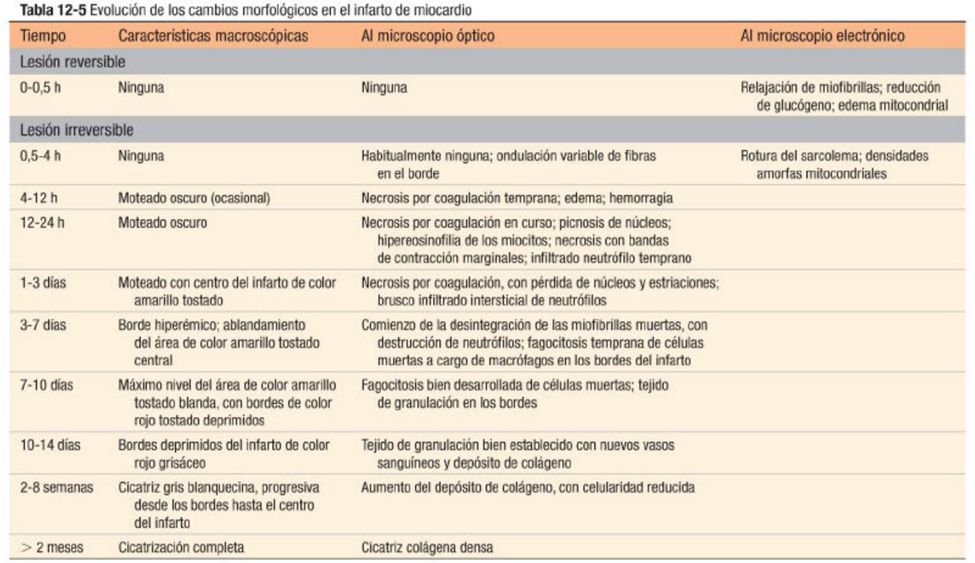 Tabla 12-5 Evolución de los cambios morfológicos en el infarto de miocardio
Tiempo Características macroscópicas Al microscopio óptico Al microscopio electrónico
Lesión reversible
0-0,5 h Ninguna Ninguna Relajación de miofibrillas; reducción
de glucógeno; edema mitocondrial
Lesión irreversible
0,5-4 h Ninguna Habitualmente ninguna; ondulación variable de fibras Rotura del sarcolema; densidades
en el borde amorfas mitocondriales
4-12 h Moteado oscuro (ocasional) Necrosis por coagulación temprana; edema; hemorragia
12-24 h Moteado oscuro Necrosis por coagulación en curso; picnosis de núcleos;
hipereosinofilia de los miocitos; necrosis con bandas
de contracción marginales; infiltrado neutrófilo temprano
1-3 días Moteado con centro del infarto de color Necrosis por coagulación, con pérdida de núcleos y estriaciones;
amarillo tostado brusco infiltrado intersticial de neutrófilos
3-7 días Borde hiperémico; ablandamiento Comienzo de la desintegración de las miofibrillas muertas, con
del área de color amarillo tostado destrucción de neutrófilos; fagocitosis temprana de células
central muertas a cargo de macrófagos en los bordes del infarto
7-10 días Máximo nivel del área de color amarillo Fagocitosis bien desarrollada de células muertas; tejido
tostado blanda, con bordes de color de granulación en los bordes
rojo tostado deprimidos
10-14 días Bordes deprimidos del infarto de color Tejido de granulación bien establecido con nuevos vasos
rojo grisáceo sanguíneos y depósito de colágeno
2-8 semanas Cicatriz gris blanquecina, progresiva Aumento del depósito de colágeno, con celularidad reducida
desde los bordes hasta el centro
del infarto
> 2 meses Cicatrización completa Cicatriz colágena densa